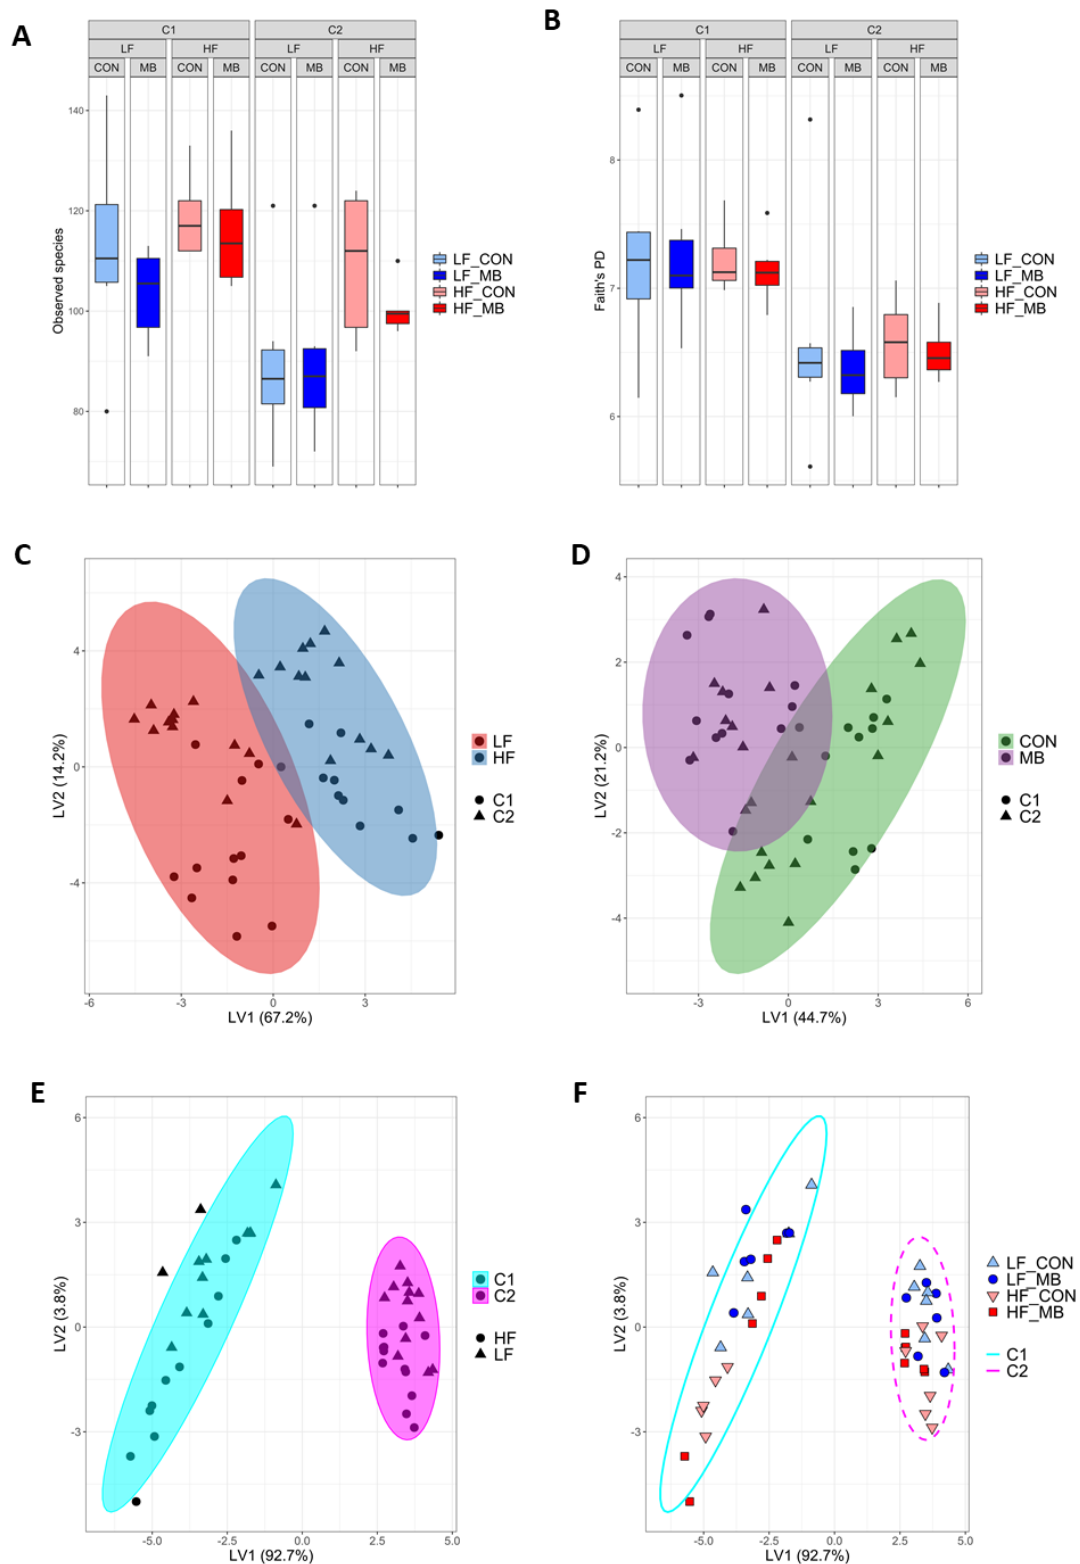 A
C1 C2
LF HF LF HF
CON MB CON MB CON MB CON MB
140
120
100
80
Observed species
LF_CON
LF_MB
HF_CON
HF_MB
B
C1 C2
LF HF LF HF
CON MB CON MB CON MB CON MB
8
7
6
Faith's PD
LF_CON
LF_MB
HF_CON
HF_MB
C
4
0
-4
LV2 (14.2%)
-6 -3 0 3
LV1 (67.2%)
LF
HF
C1
C2
D
4
2
0
-2
-4
LV2 (21.2%)
-3 0 3 6
LV1 (44.7%)
CON
MB
C1
C2
E
6
3
0
-3
LV2 (3.8%)
-5.0 -2.5 0.0 2.5 5.0
LV1 (92.7%)
C1
C2
HF
LF
F
6
3
0
-3
LV2 (3.8%)
-5.0 -2.5 0.0 2.5 5.0
LV1 (92.7%)
LF_CON
LF_MB
HF_CON
HF_MB
C1
C2